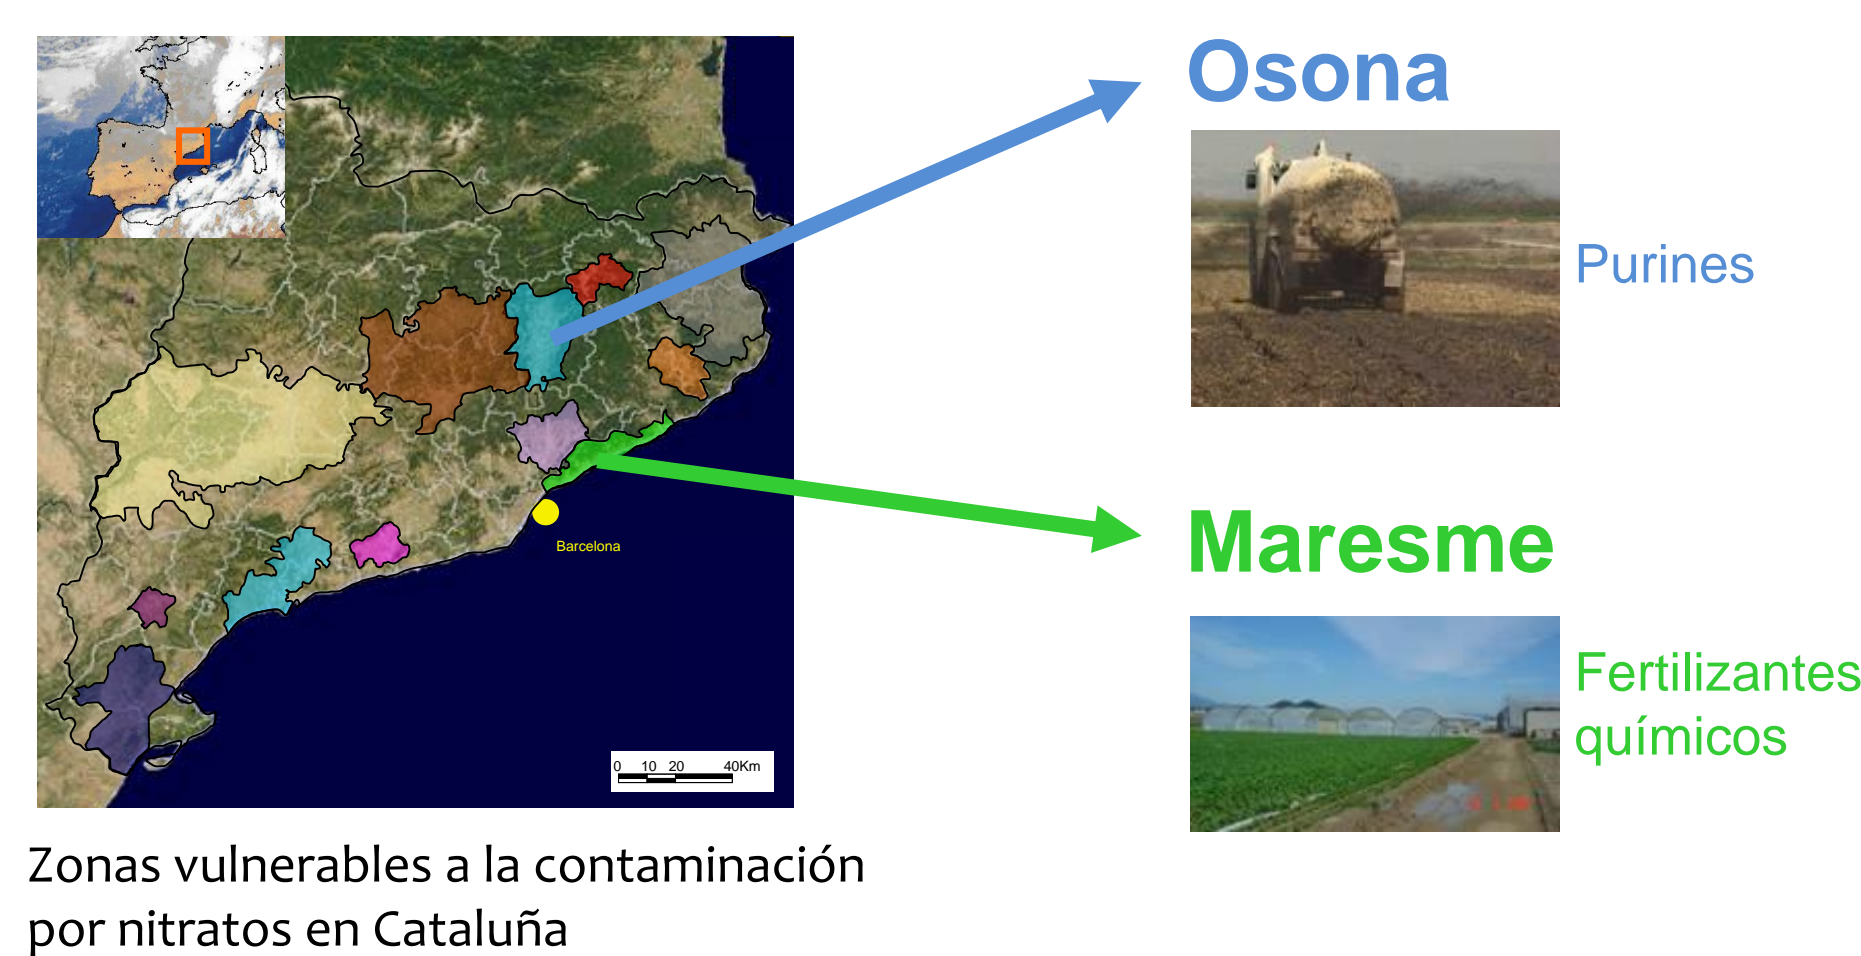 Osona
Purines
Barcelona
Maresme
Fertilizantes
químicos
0 10 20 40Km
Zonas vulnerables a la contaminación
por nitratos en Cataluña